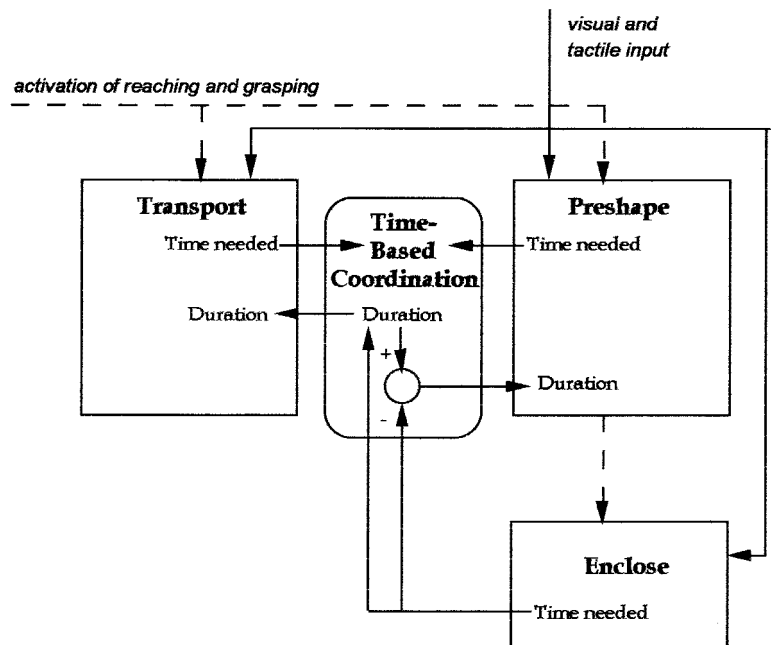 visual and
tactile input
activation of reaching and grasping
Transport
Time needed
Duration
Time-
Based
Coordination
Duration
+
-
Preshape
Time needed
Duration
Enclose
Time needed